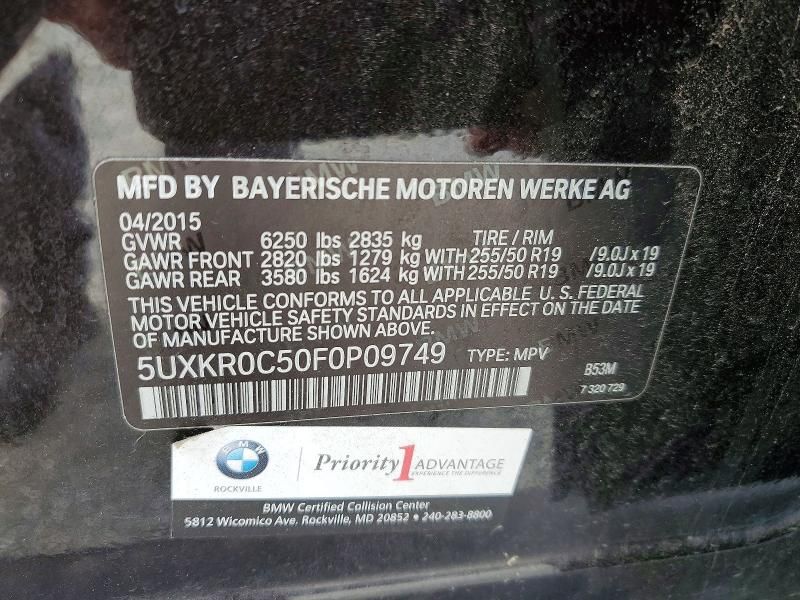 MFD BY BAYERISCHE MOTOREN WERKE AG
04/2015
GVWR 6250 lbs 2835 kg TIRE / RIM
GAWR FRONT 2820 lbs 1279 kg WITH 255/50 R19 /9.0J x 19
GAWR REAR 3580 lbs 1624 kg WITH 255/50 R19 /9.0J x 19
THIS VEHICLE CONFORMS TO ALL APPLICABLE U. S. FEDERAL
MOTOR VEHICLE SAFETY STANDARDS IN EFFECT ON THE DATE
OF MANUFACTURE SHOWN ABOVE.
5UXKR0C50F0P09749 TYPE: MPV B53M
7 320 729
BMW
ROCKVILLE
Priority 1 ADVANTAGE
EXPERIENCE THE DIFFERENCE
BMW Certified Collision Center
5812 Wicomico Ave. Rockville, MD 20852 • 240-283-8800